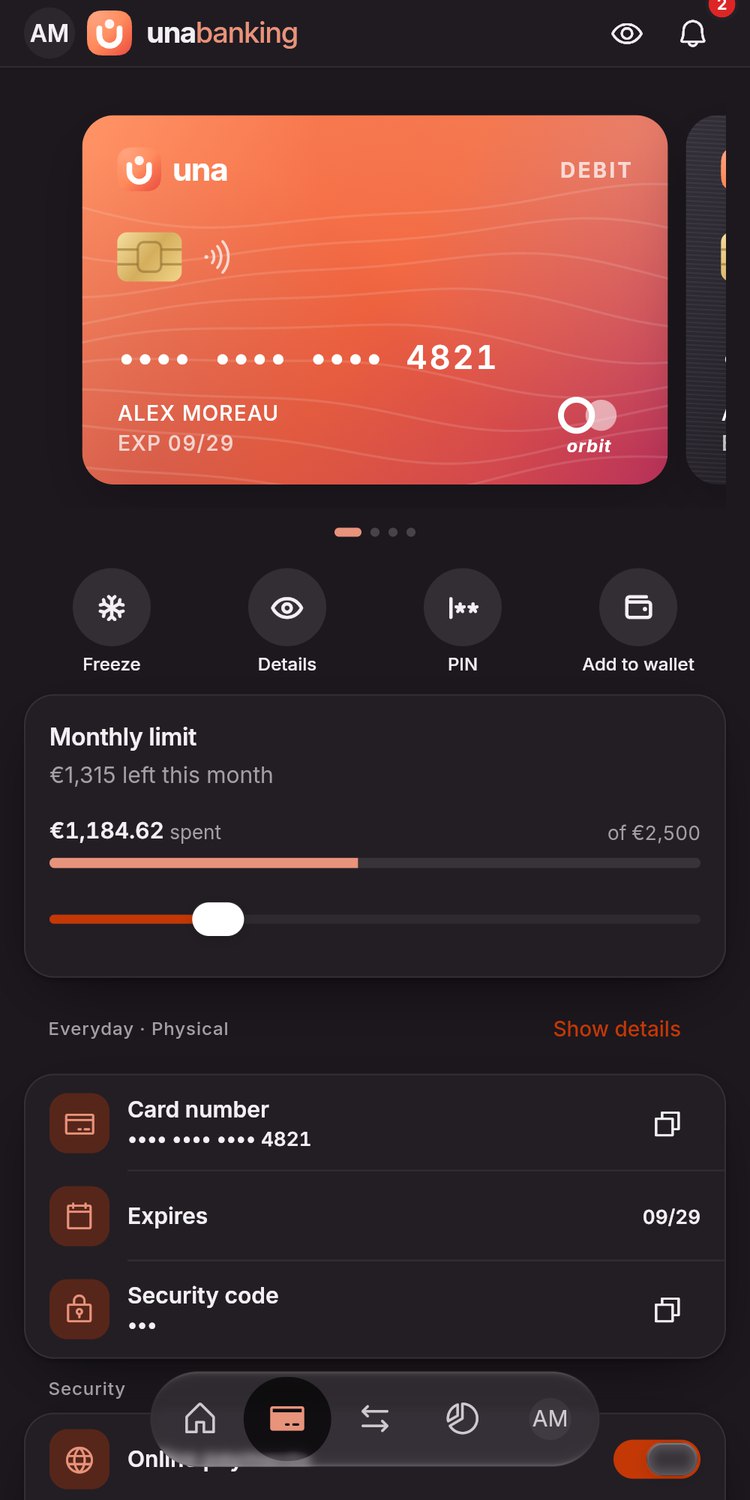 AM unabanking 2
una DEBIT
•••• •••• •••• 4821
ALEX MOREAU
EXP 09/29
orbit
Freeze Details PIN Add to wallet
Monthly limit
€1,315 left this month
€1,184.62 spent of €2,500
Everyday · Physical Show details
Card number
•••• •••• •••• 4821
Expires 09/29
Security code
•••
Security
AM